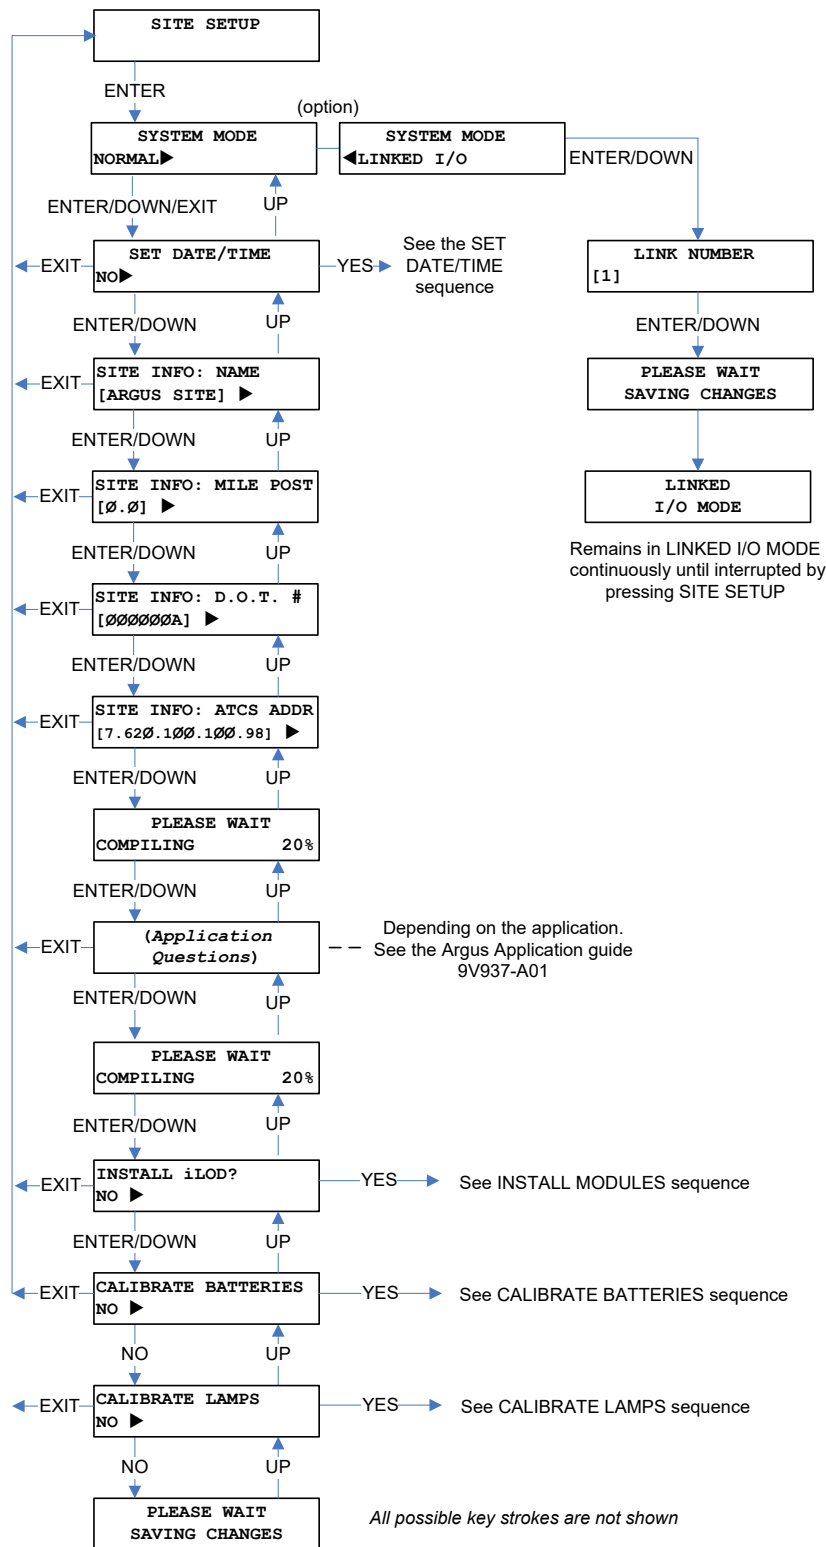 SITE SETUP
ENTER
(option)
SYSTEM MODE
NORMAL▶
SYSTEM MODE
◀LINKED I/O
ENTER/DOWN
ENTER/DOWN/EXIT
UP
SET DATE/TIME
NO▶
EXIT
YES
See the SET
DATE/TIME
sequence
LINK NUMBER
[1]
ENTER/DOWN
UP
ENTER/DOWN
SITE INFO: NAME
[ARGUS SITE] ▶
EXIT
PLEASE WAIT
SAVING CHANGES
ENTER/DOWN
UP
SITE INFO: MILE POST
[Ø.Ø] ▶
EXIT
LINKED
I/O MODE
Remains in LINKED I/O MODE
continuously until interrupted by
pressing SITE SETUP
ENTER/DOWN
UP
SITE INFO: D.O.T. #
[ØØØØØØA] ▶
EXIT
ENTER/DOWN
UP
SITE INFO: ATCS ADDR
[7.62Ø.1ØØ.1ØØ.98] ▶
EXIT
ENTER/DOWN
UP
PLEASE WAIT
COMPILING 20%
ENTER/DOWN
UP
(Application
Questions)
EXIT
Depending on the application.
See the Argus Application guide
9V937-A01
ENTER/DOWN
UP
PLEASE WAIT
COMPILING 20%
ENTER/DOWN
UP
INSTALL iLOD?
NO ▶
EXIT
YES
See INSTALL MODULES sequence
ENTER/DOWN
UP
CALIBRATE BATTERIES
NO ▶
EXIT
YES
See CALIBRATE BATTERIES sequence
NO
UP
CALIBRATE LAMPS
NO ▶
EXIT
YES
See CALIBRATE LAMPS sequence
NO
UP
PLEASE WAIT
SAVING CHANGES
All possible key strokes are not shown